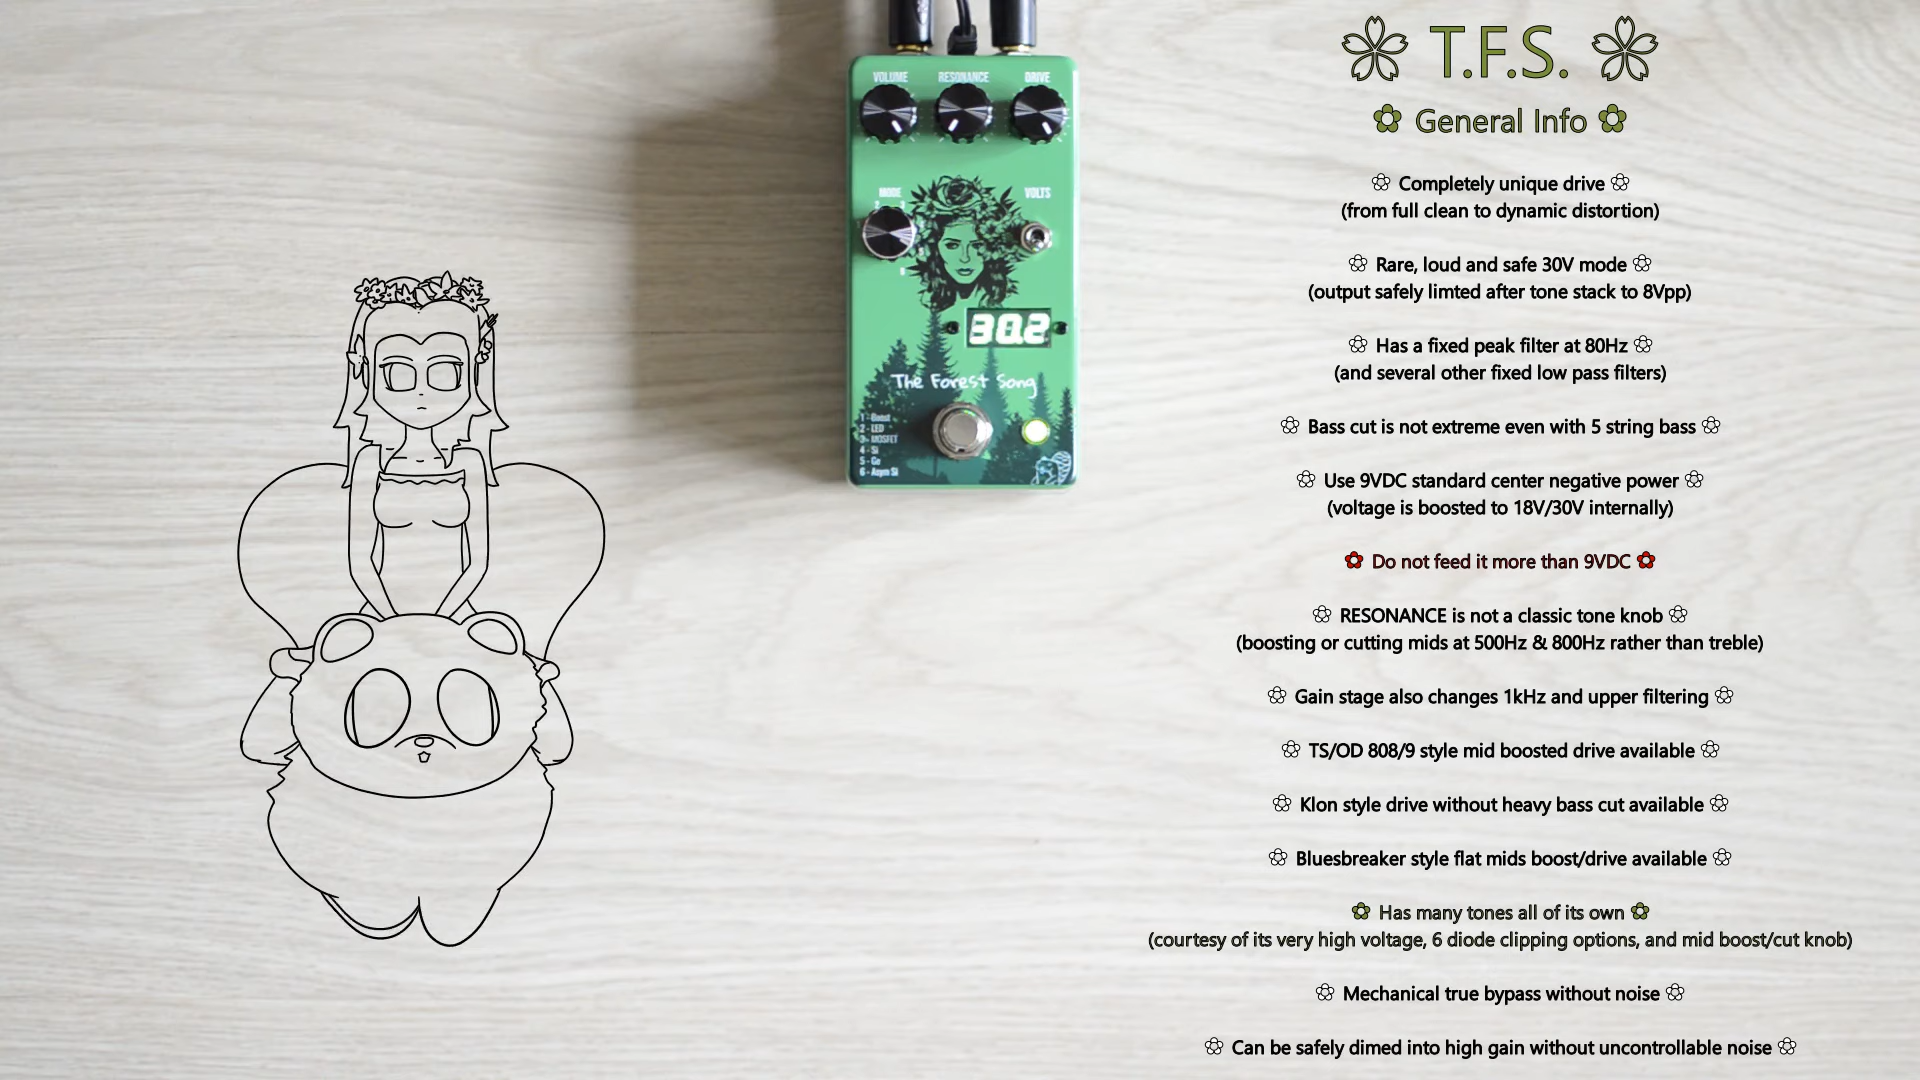 VOLUME RESONANCE DRIVE
MODE VOLTS
2 3
6
30.2
The Forest Song
1 - Boost
2 - LED
3 - MOSFET
4 - Si
5 - Ge
6 - Asym Si
T.F.S.
General Info
Completely unique drive
(from full clean to dynamic distortion)
Rare, loud and safe 30V mode
(output safely limted after tone stack to 8Vpp)
Has a fixed peak filter at 80Hz
(and several other fixed low pass filters)
Bass cut is not extreme even with 5 string bass
Use 9VDC standard center negative power
(voltage is boosted to 18V/30V internally)
Do not feed it more than 9VDC
RESONANCE is not a classic tone knob
(boosting or cutting mids at 500Hz & 800Hz rather than treble)
Gain stage also changes 1kHz and upper filtering
TS/OD 808/9 style mid boosted drive available
Klon style drive without heavy bass cut available
Bluesbreaker style flat mids boost/drive available
Has many tones all of its own
(courtesy of its very high voltage, 6 diode clipping options, and mid boost/cut knob)
Mechanical true bypass without noise
Can be safely dimed into high gain without uncontrollable noise